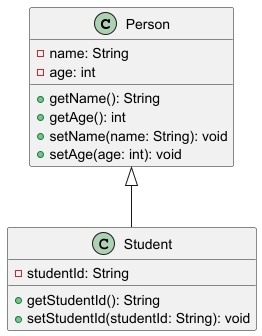 C Person
name: String
age: int
getName(): String
getAge(): int
setName(name: String): void
setAge(age: int): void
C Student
studentId: String
getStudentId(): String
setStudentId(studentId: String): void